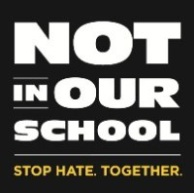 NOT
IN OUR
SCHOOL
STOP HATE. TOGETHER.